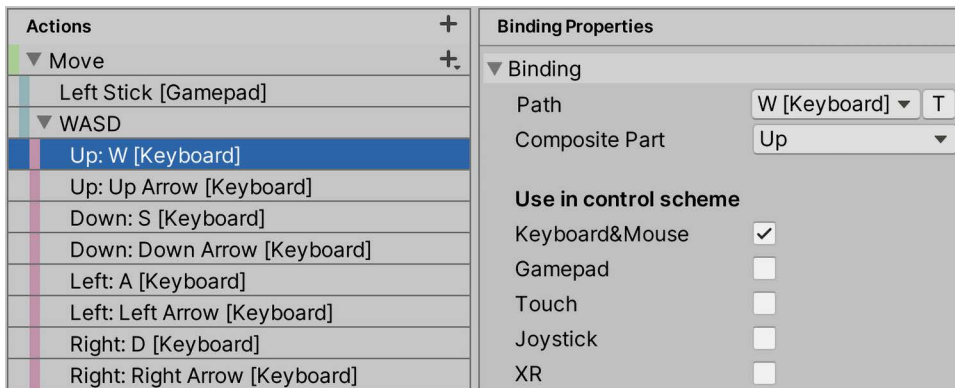 Actions
Move
Left Stick [Gamepad]
WASD
Up: W [Keyboard]
Up: Up Arrow [Keyboard]
Down: S [Keyboard]
Down: Down Arrow [Keyboard]
Left: A [Keyboard]
Left: Left Arrow [Keyboard]
Right: D [Keyboard]
Right: Right Arrow [Keyboard]
Binding Properties
Binding
Path W [Keyboard] T
Composite Part Up
Use in control scheme
Keyboard&Mouse
Gamepad
Touch
Joystick
XR